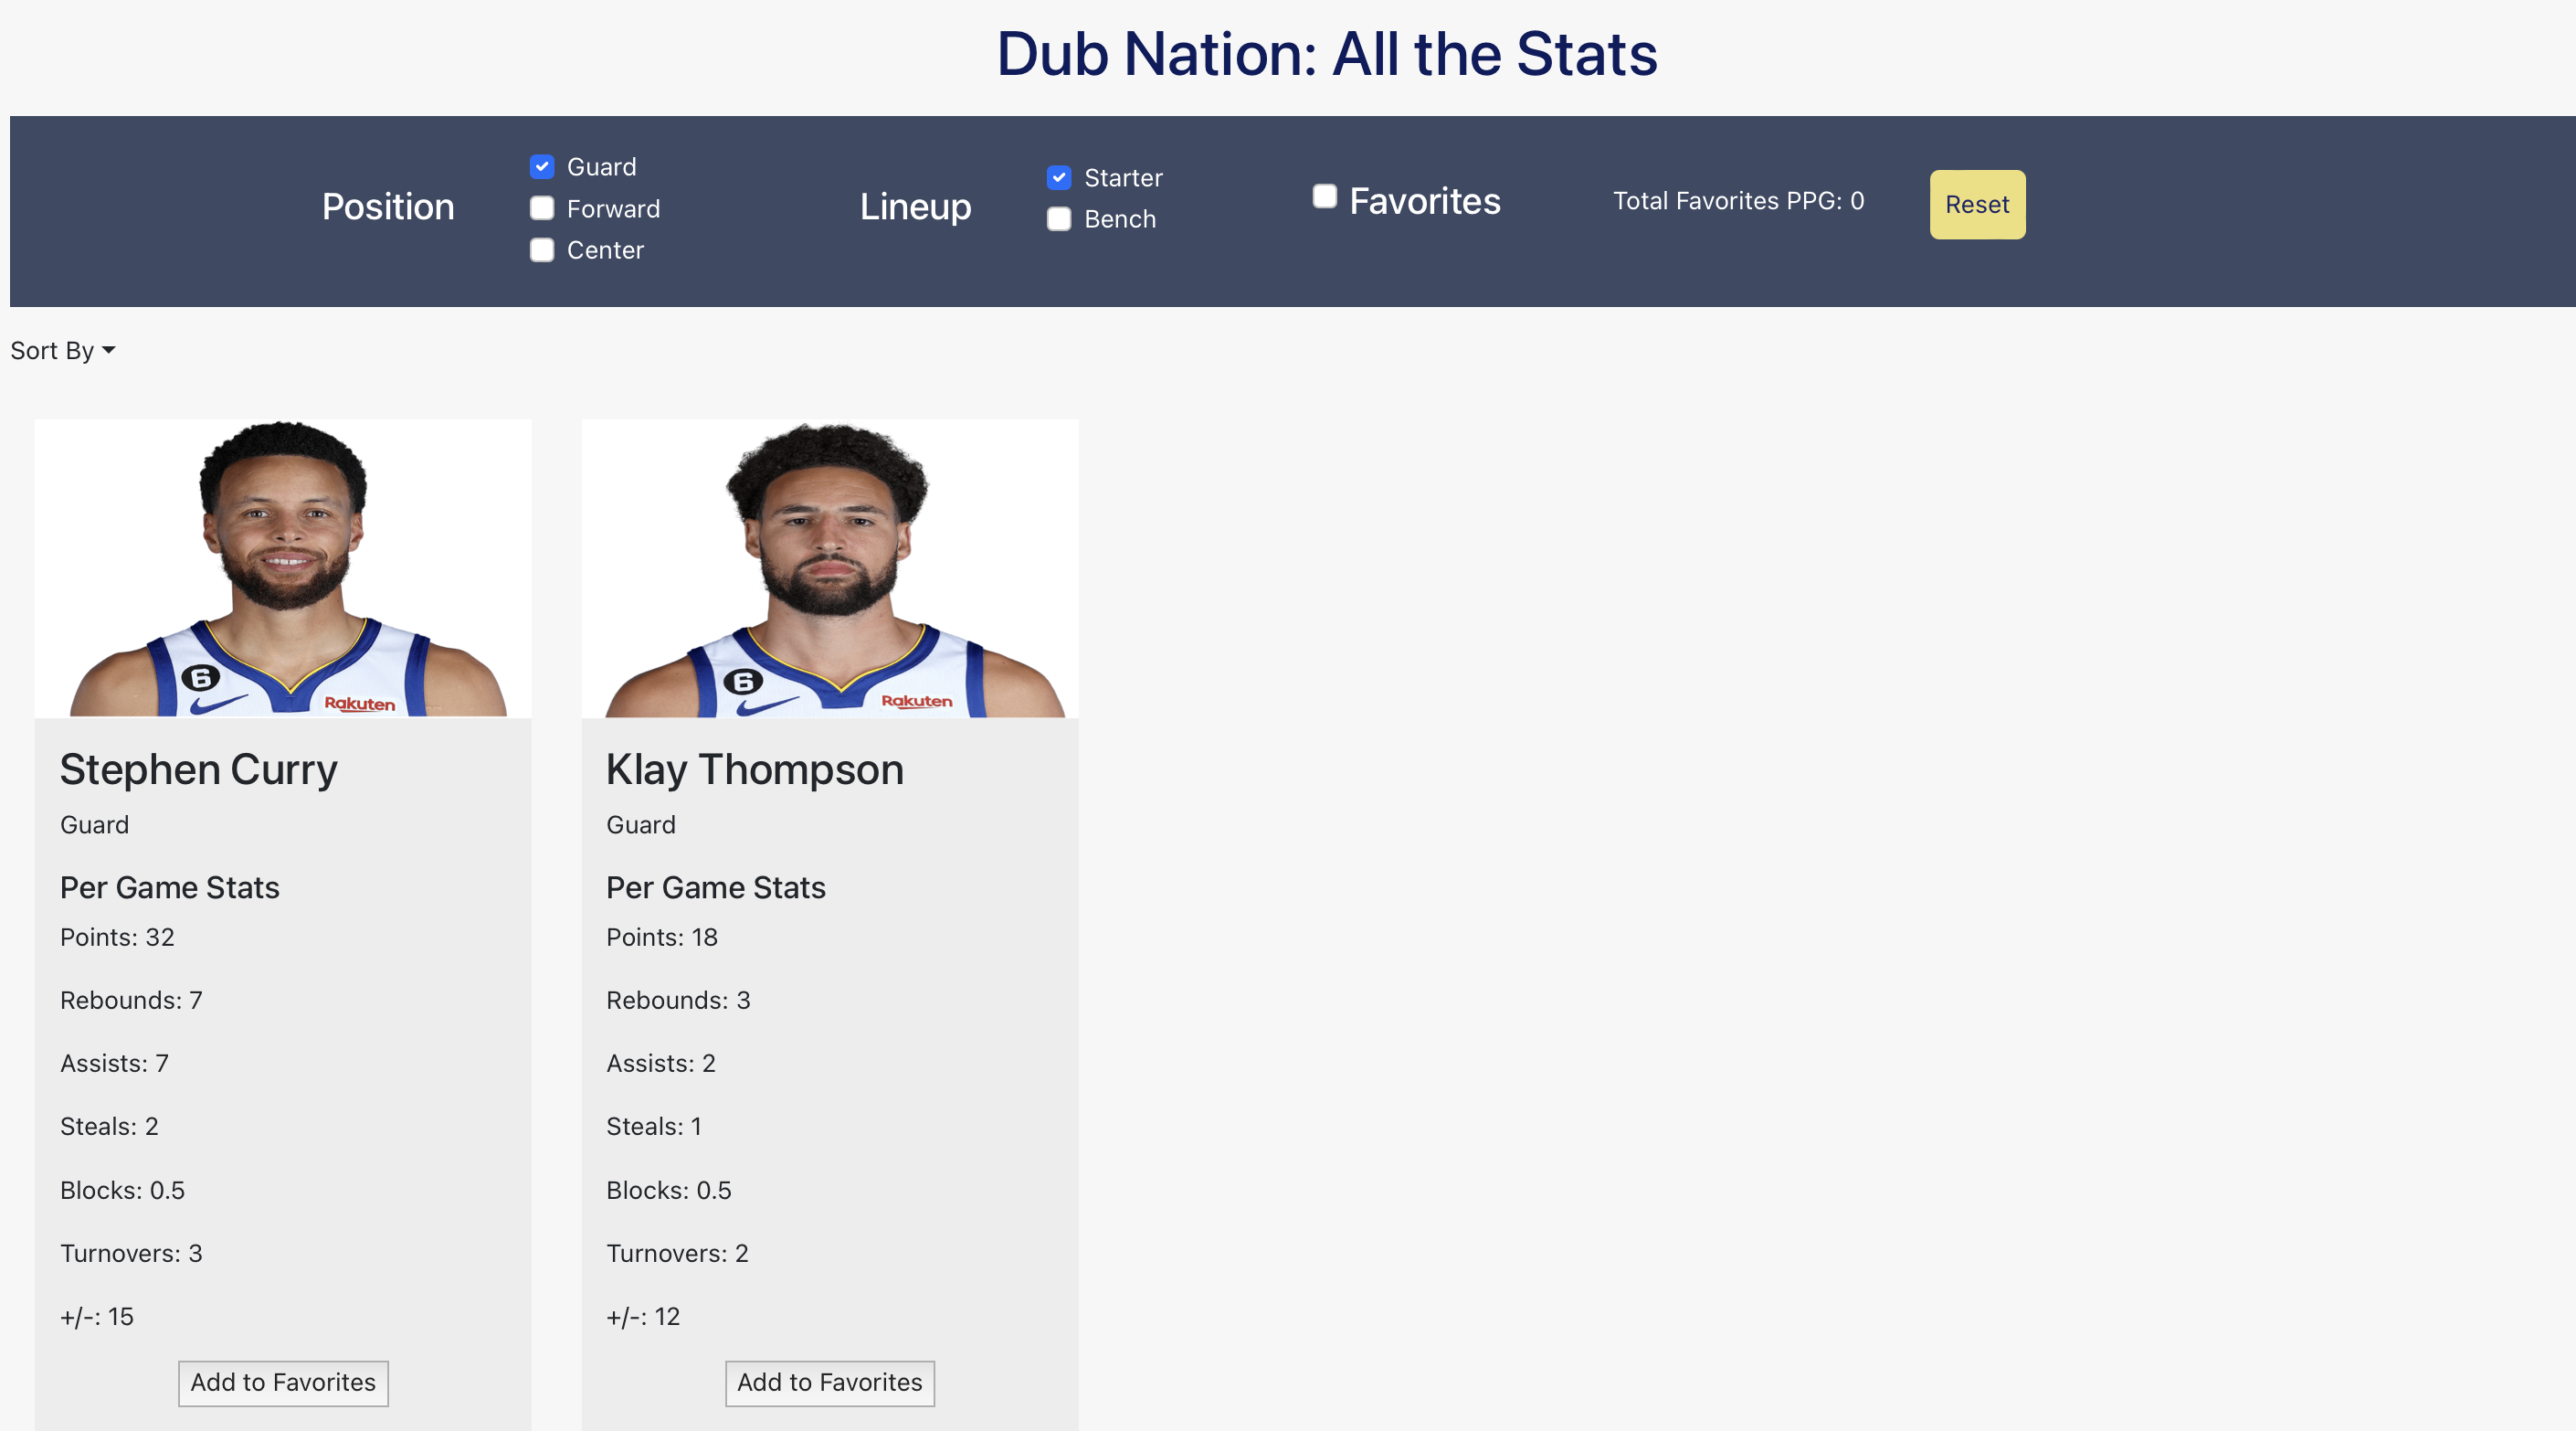 Dub Nation: All the Stats
Position
Guard
Forward
Center
Lineup
Starter
Bench
Favorites
Total Favorites PPG: 0
Reset
Sort By
6
Rakuten
Stephen Curry
Guard
Per Game Stats
Points: 32
Rebounds: 7
Assists: 7
Steals: 2
Blocks: 0.5
Turnovers: 3
+/-: 15
Add to Favorites
6
Rakuten
Klay Thompson
Guard
Per Game Stats
Points: 18
Rebounds: 3
Assists: 2
Steals: 1
Blocks: 0.5
Turnovers: 2
+/-: 12
Add to Favorites